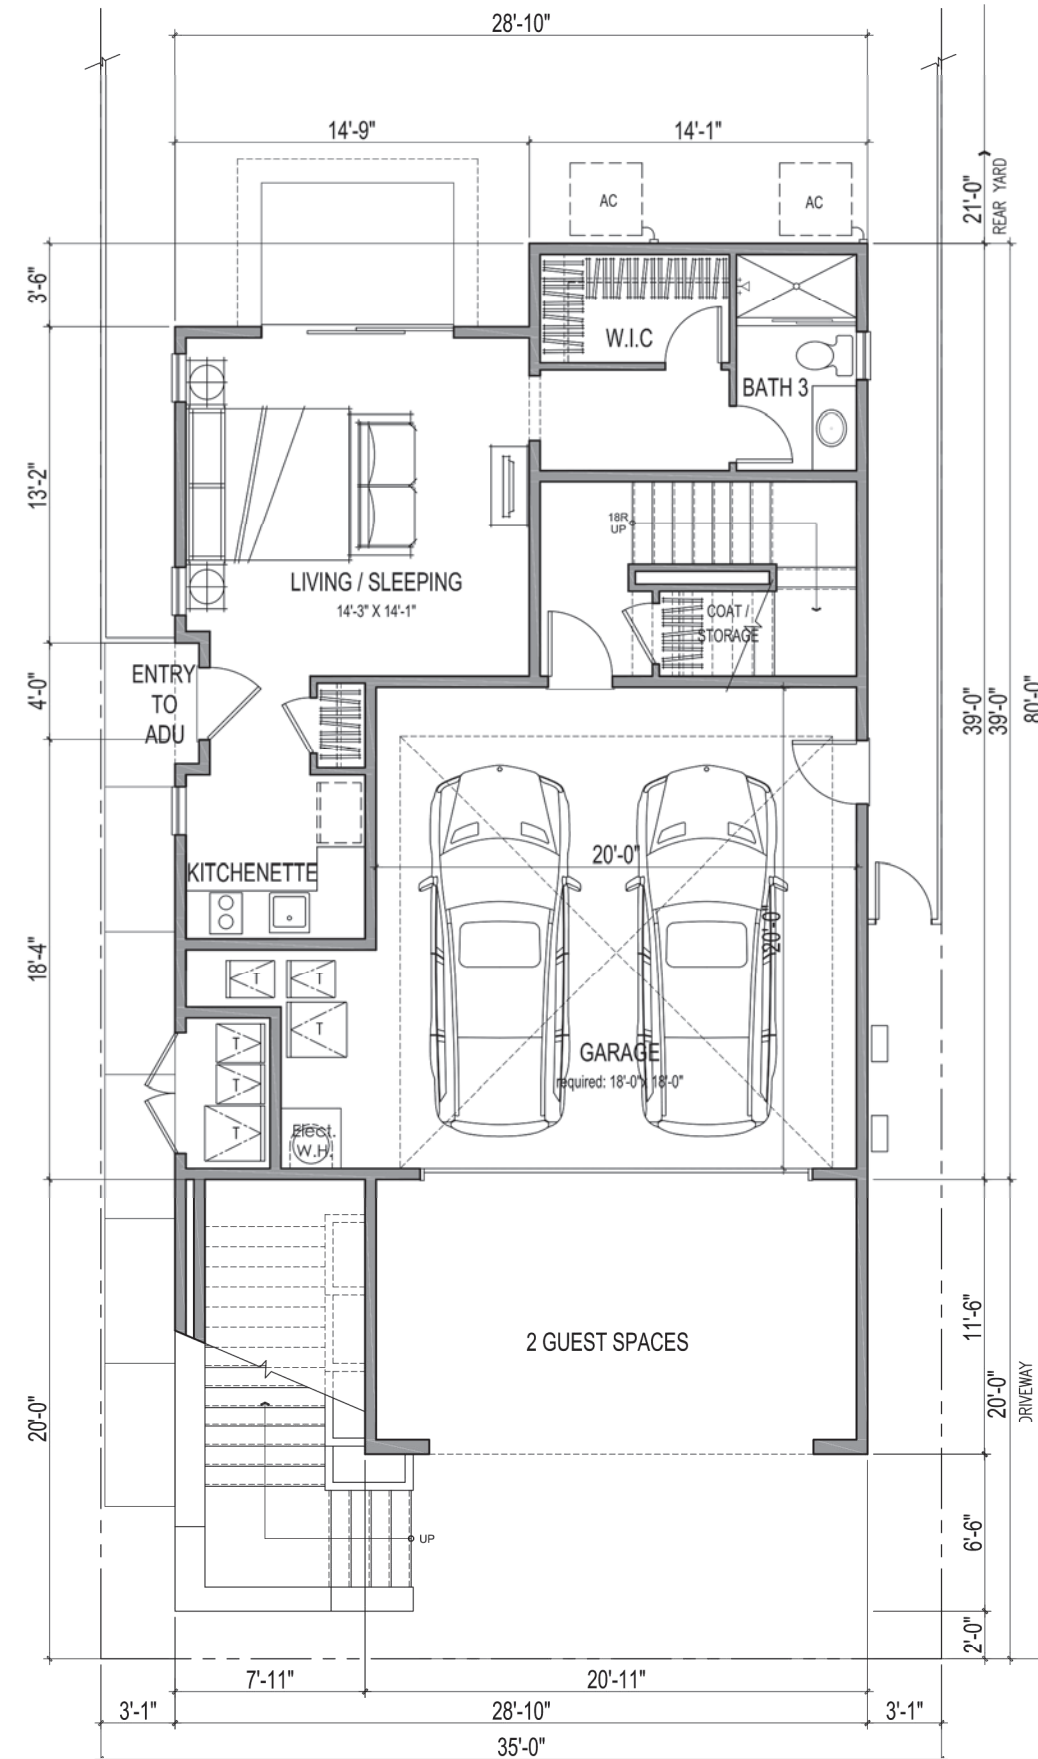 28'-10"
14'-9"
14'-1"
AC
AC
21'-0"
REAR YARD
3'-6"
W.I.C
BATH 3
13'-2"
18R
UP
LIVING / SLEEPING
14'-3" X 14'-1"
COAT /
STORAGE
ENTRY
TO
ADU
4'-0"
39'-0"
39'-0"
80'-0"
20'-0"
KITCHENETTE
20'-0"
18'-4"
T
T
T
T
T
T
GARAGE
required: 18'-0" x 18'-0"
Elect.
W.H.
11'-6"
2 GUEST SPACES
20'-0"
20'-0"
DRIVEWAY
6'-6"
UP
2'-0"
7'-11"
20'-11"
3'-1"
28'-10"
3'-1"
35'-0"